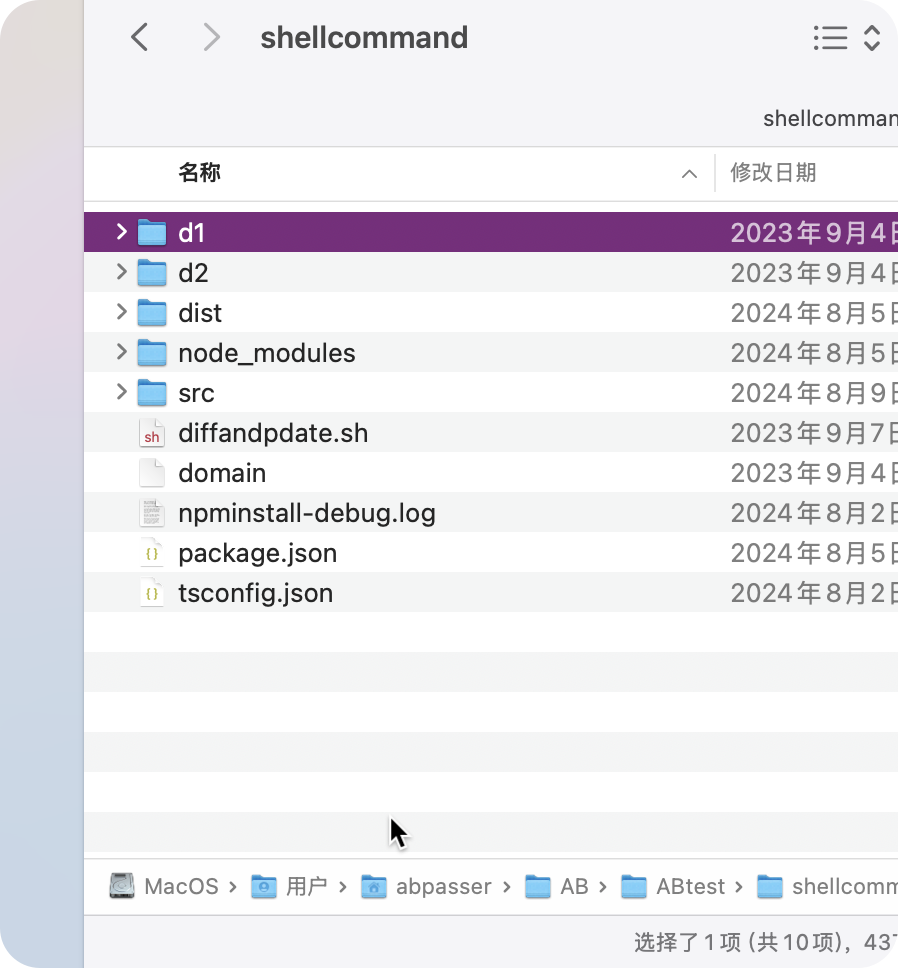 shellcommand
shellcomman
名称 修改日期
d1 2023年9月4日
d2 2023年9月4日
dist 2024年8月5日
node_modules 2024年8月5日
src 2024年8月9日
sh diffandpdate.sh 2023年9月7日
domain 2023年9月4日
npminstall-debug.log 2024年8月2日
{} package.json 2024年8月5日
{} tsconfig.json 2024年8月2日
MacOS › 用户 › abpasser › AB › ABtest › shellcomm
选择了1项 (共10项)，43